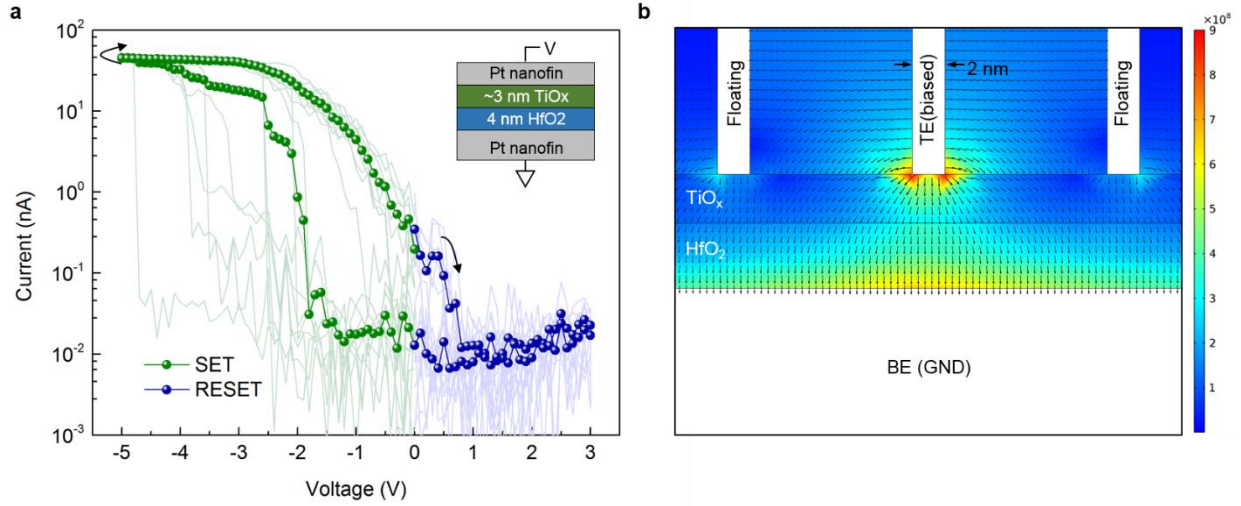 a
10²
10¹
10⁰
10⁻¹
10⁻²
10⁻³
Current (nA)
V
Pt nanofin
~3 nm TiOx
4 nm HfO2
Pt nanofin
SET
RESET
-5 -4 -3 -2 -1 0 1 2 3
Voltage (V)
b
Floating
TE(biased)
2 nm
Floating
TiOₓ
HfO₂
BE (GND)
×10⁸
9
8
7
6
5
4
3
2
1